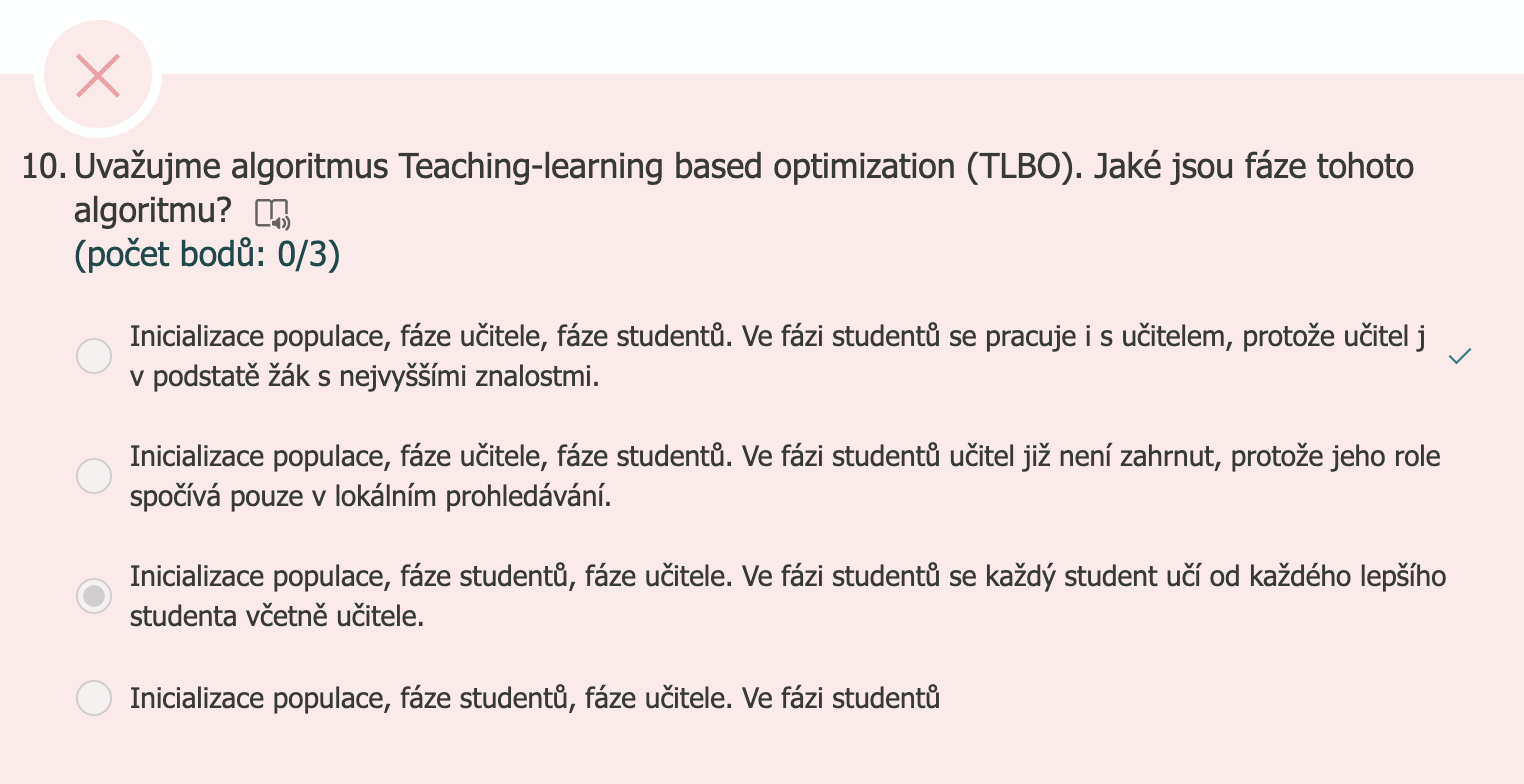 10. Uvažujme algoritmus Teaching-learning based optimization (TLBO). Jaké jsou fáze tohoto
algoritmu?
(počet bodů: 0/3)
Inicializace populace, fáze učitele, fáze studentů. Ve fázi studentů se pracuje i s učitelem, protože učitel j
v podstatě žák s nejvyššími znalostmi.
Inicializace populace, fáze učitele, fáze studentů. Ve fázi studentů učitel již není zahrnut, protože jeho role
spočívá pouze v lokálním prohledávání.
Inicializace populace, fáze studentů, fáze učitele. Ve fázi studentů se každý student učí od každého lepšího
studenta včetně učitele.
Inicializace populace, fáze studentů, fáze učitele. Ve fázi studentů